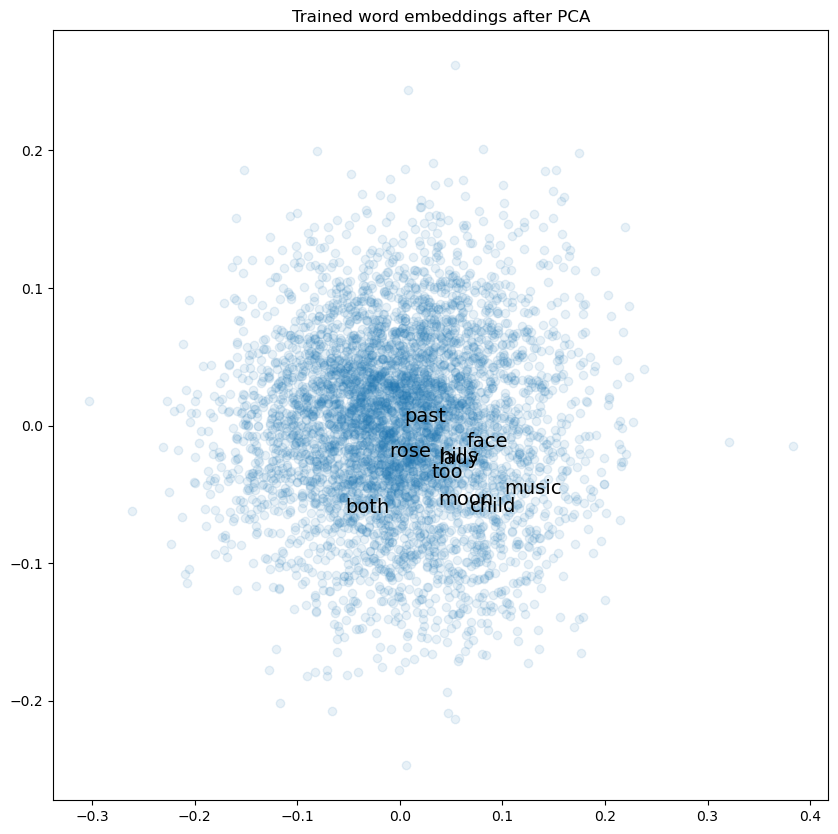 Trained word embeddings after PCA
0.2
0.1
0.0
−0.1
−0.2
past
face
rose
hills
lady
too
music
moon
child
both
−0.3
−0.2
−0.1
0.0
0.1
0.2
0.3
0.4